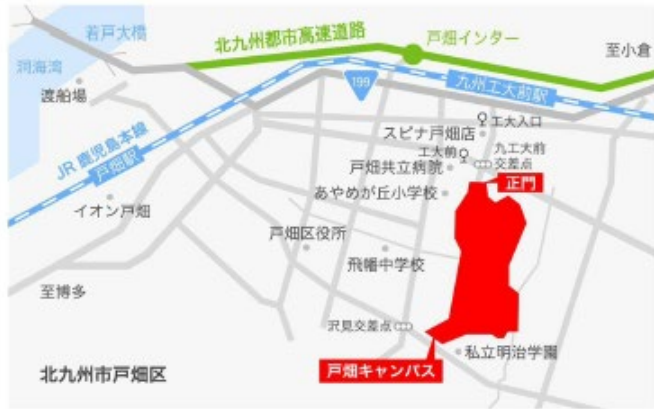 若戸大橋
北九州都市高速道路
戸畑インター
至小倉
洞海湾
渡船場
199
九州工大前駅
スピナ戸畑店
工大入口
JR 鹿児島本線
戸畑駅
工大前
九工大前
交差点
戸畑共立病院
正門
あやめが丘小学校
イオン戸畑
戸畑区役所
飛幡中学校
至博多
沢見交差点
私立明治学園
戸畑キャンパス
北九州市戸畑区